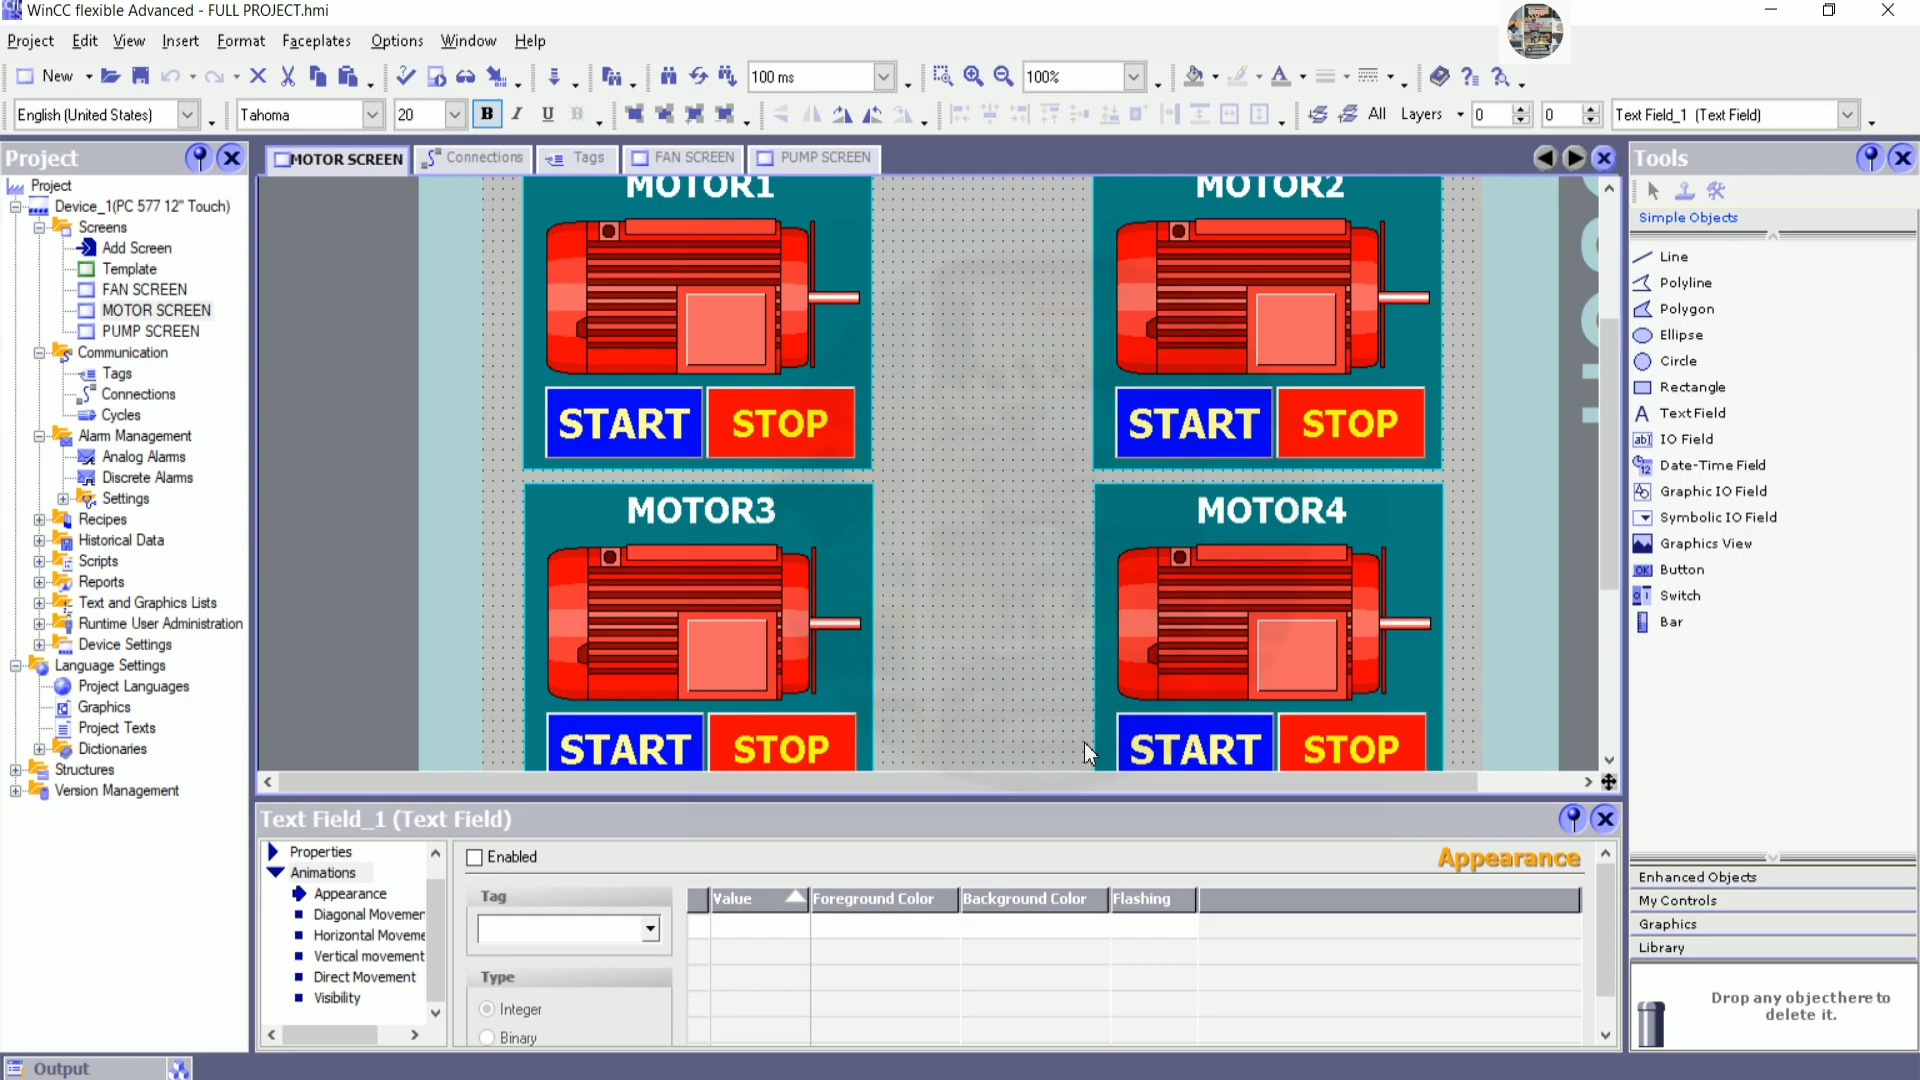 WinCC flexible Advanced - FULL PROJECT.hmi
Project Edit View Insert Format Faceplates Options Window Help
New 100 ms 100%
English (United States) Tahoma 20 B I U B All Layers 0 0 Text Field_1 (Text Field)
Project
Project
Device_1(PC 577 12" Touch)
Screens
Add Screen
Template
FAN SCREEN
MOTOR SCREEN
PUMP SCREEN
Communication
Tags
Connections
Cycles
Alarm Management
Analog Alarms
Discrete Alarms
Settings
Recipes
Historical Data
Scripts
Reports
Text and Graphics Lists
Runtime User Administration
Device Settings
Language Settings
Project Languages
Graphics
Project Texts
Dictionaries
Structures
Version Management
MOTOR SCREEN Connections Tags FAN SCREEN PUMP SCREEN
MOTOR1 MOTOR2
START STOP START STOP
MOTOR3 MOTOR4
START STOP START STOP
Text Field_1 (Text Field)
Properties
Animations
Appearance
Diagonal Movemen
Horizontal Moveme
Vertical movement
Direct Movement
Visibility
Enabled
Appearance
Tag
Type
Integer
Binary
Value Foreground Color Background Color Flashing
Tools
Simple Objects
Line
Polyline
Polygon
Ellipse
Circle
Rectangle
TextField
IO Field
Date-Time Field
Graphic IO Field
Symbolic IO Field
Graphics View
Button
Switch
Bar
Enhanced Objects
My Controls
Graphics
Library
Drop any objecthere to
delete it.
Output